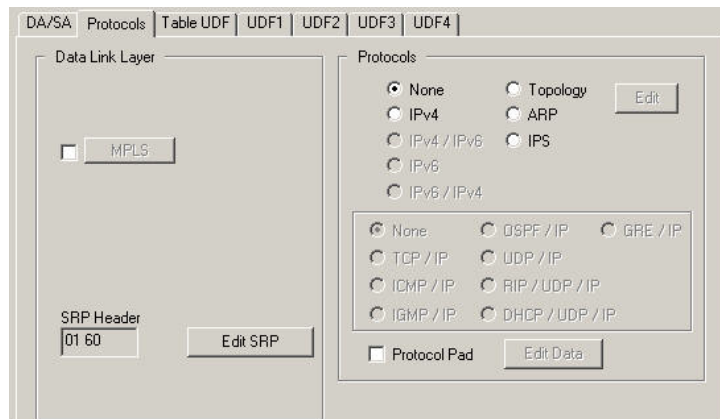 DA/SA Protocols Table UDF UDF1 UDF2 UDF3 UDF4
Data Link Layer
MPLS
SRP Header
01 60
Edit SRP
Protocols
None Topology Edit
IPv4 ARP
IPv4 / IPv6 IPS
IPv6
IPv6 / IPv4
None OSPF / IP GRE / IP
TCP / IP UDP / IP
ICMP / IP RIP / UDP / IP
IGMP / IP DHCP / UDP / IP
Protocol Pad Edit Data